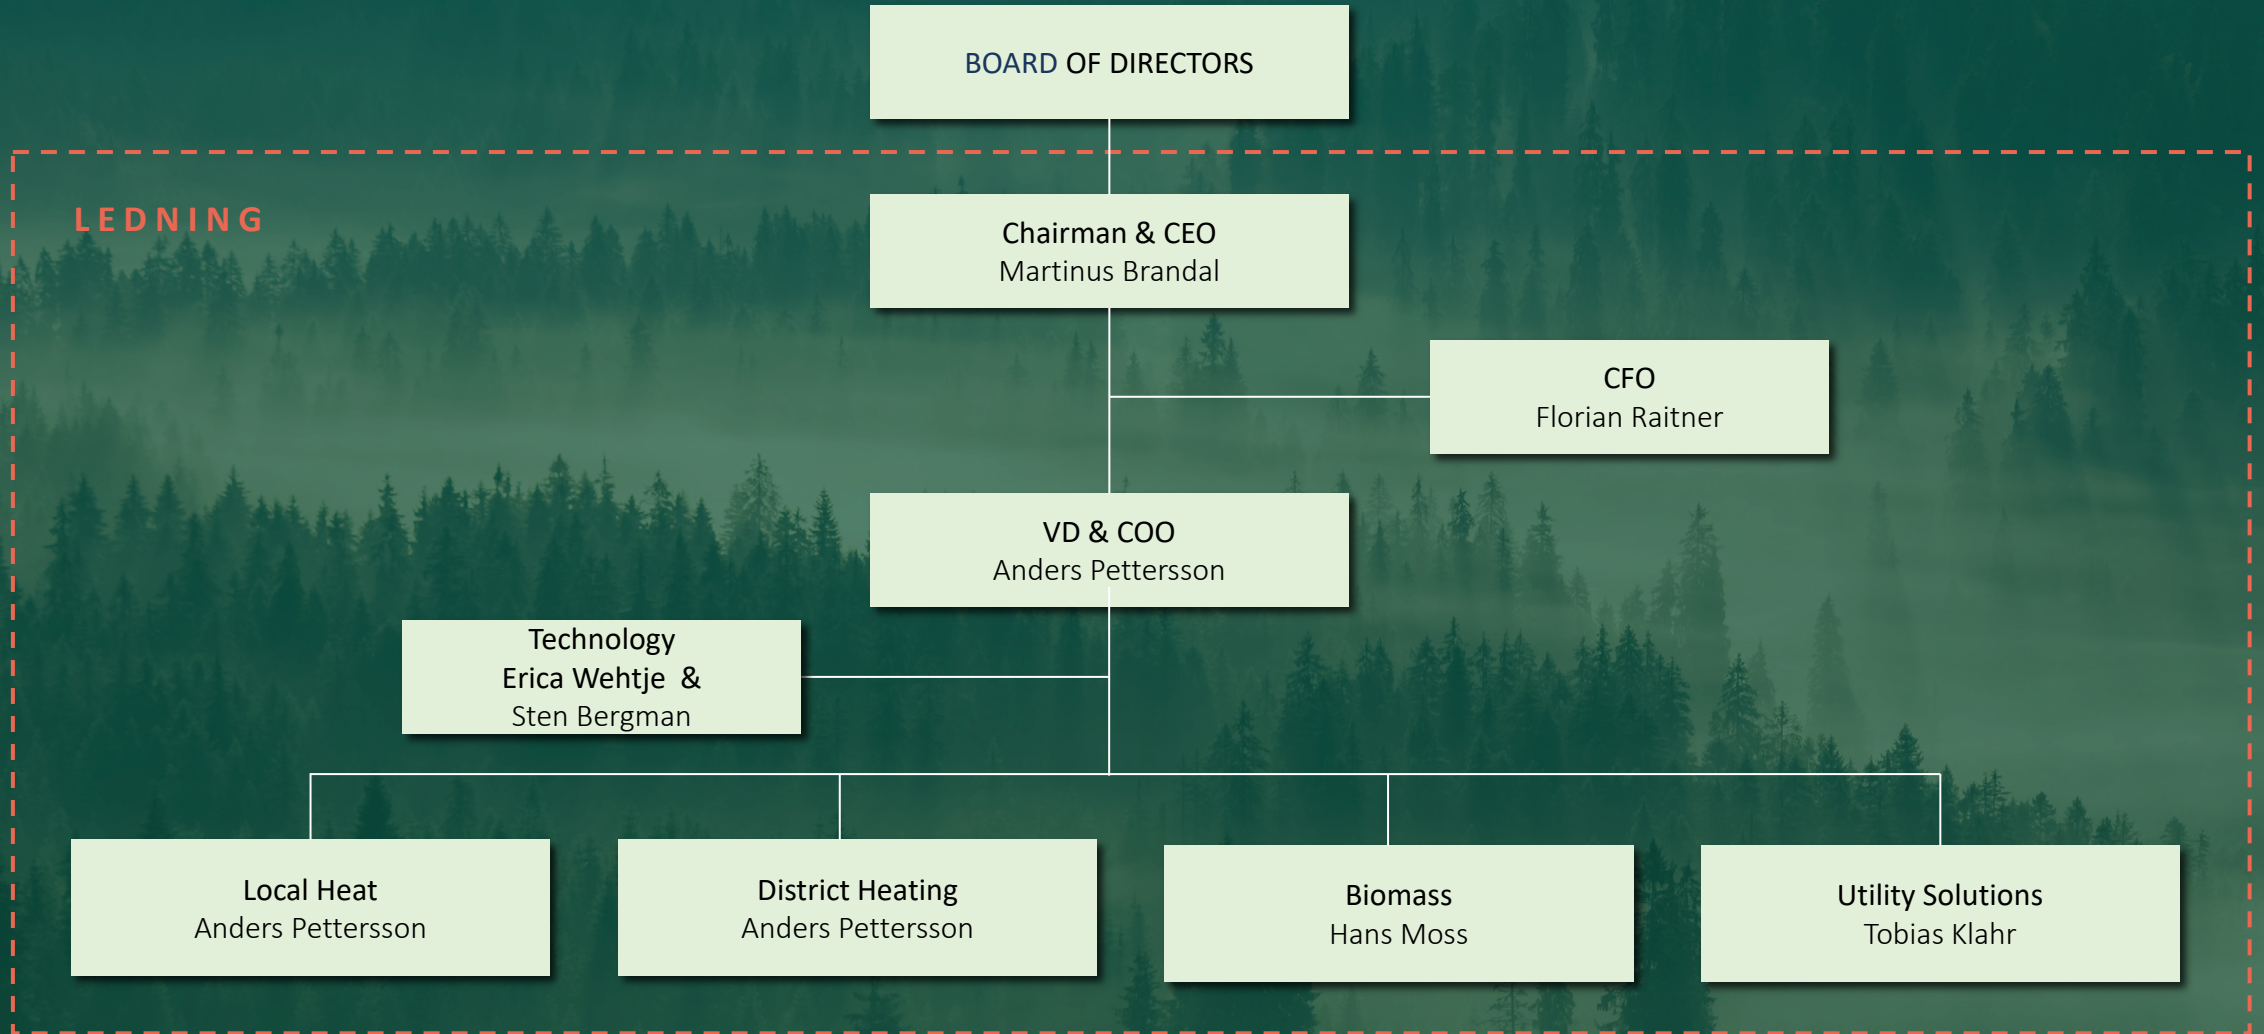 BOARD OF DIRECTORS
LEDNING
Chairman & CEO
Martinus Brandal
CFO
Florian Raitner
VD & COO
Anders Pettersson
Technology
Erica Wehtje &
Sten Bergman
Local Heat
Anders Pettersson
District Heating
Anders Pettersson
Biomass
Hans Moss
Utility Solutions
Tobias Klahr